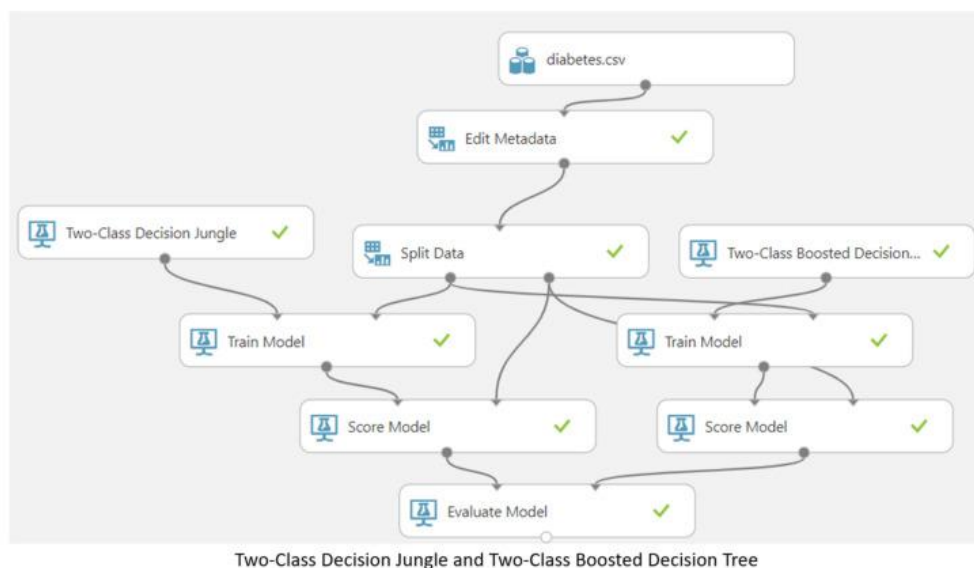 diabetes.csv
Edit Metadata
Two-Class Decision Jungle
Split Data
Two-Class Boosted Decision...
Train Model
Train Model
Score Model
Score Model
Evaluate Model
Two-Class Decision Jungle and Two-Class Boosted Decision Tree